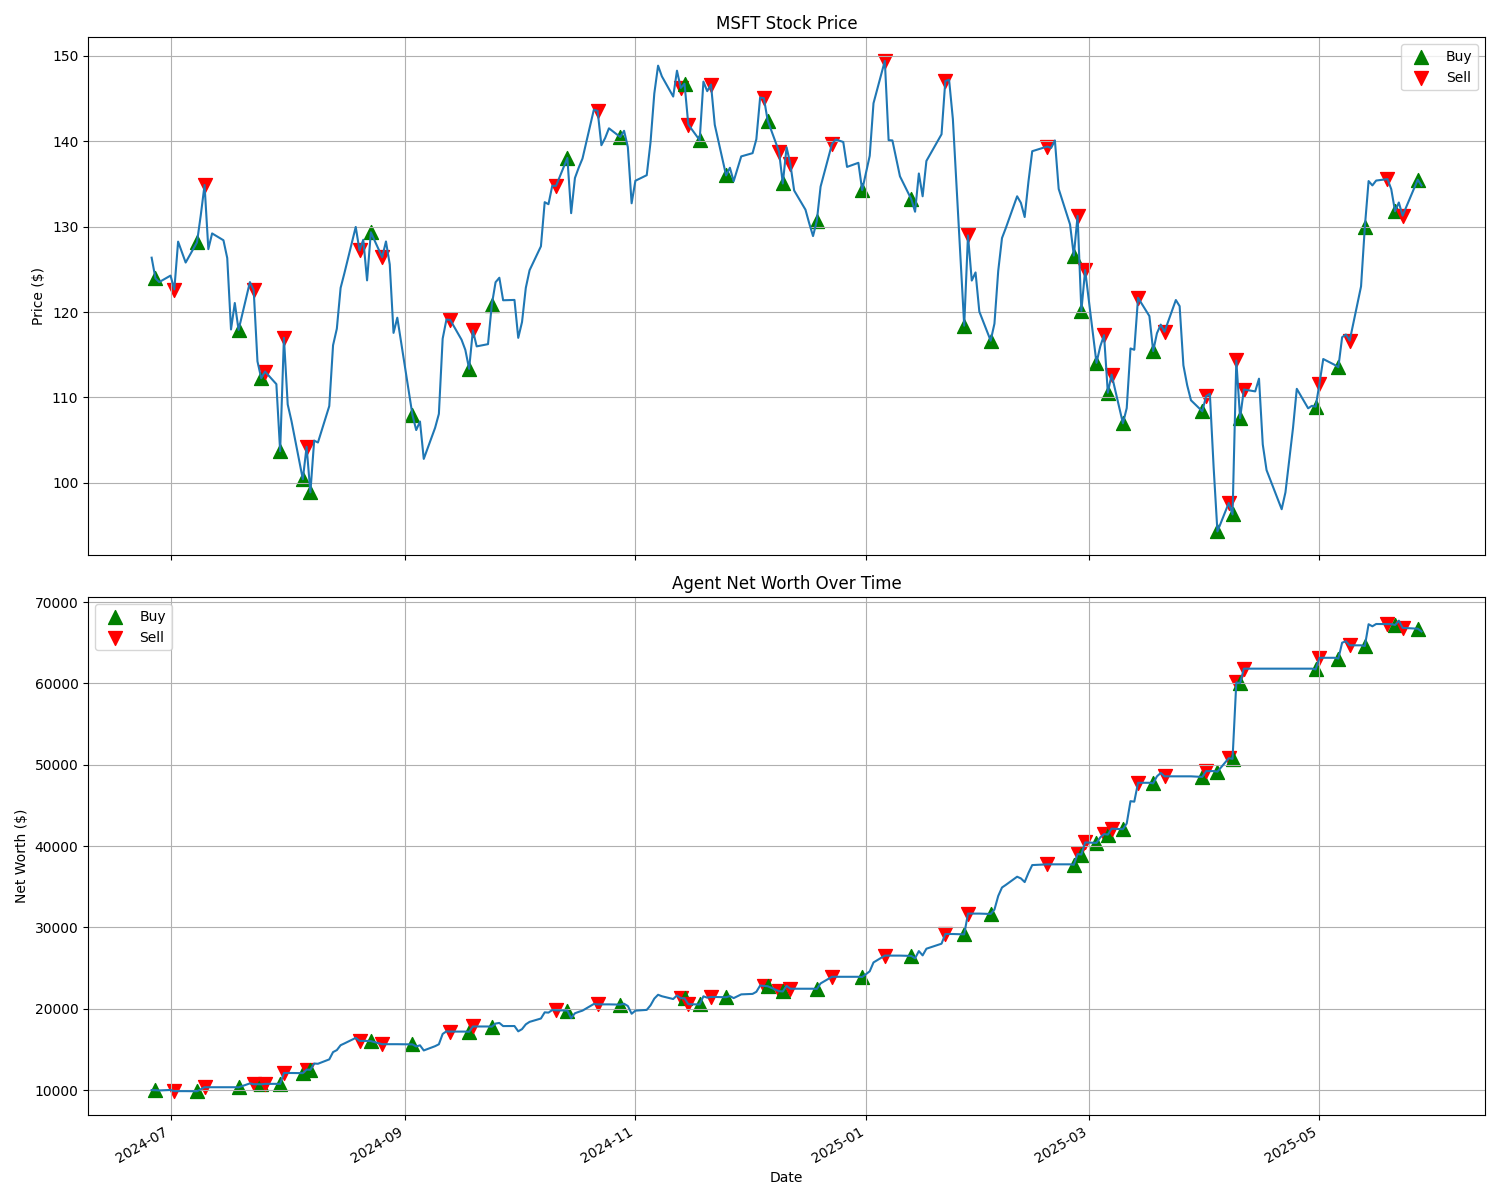 MSFT Stock Price
Price ($)
150
140
130
120
110
100
Buy
Sell
Agent Net Worth Over Time
Net Worth ($)
70000
60000
50000
40000
30000
20000
10000
Buy
Sell
2024-07
2024-09
2024-11
2025-01
2025-03
2025-05
Date